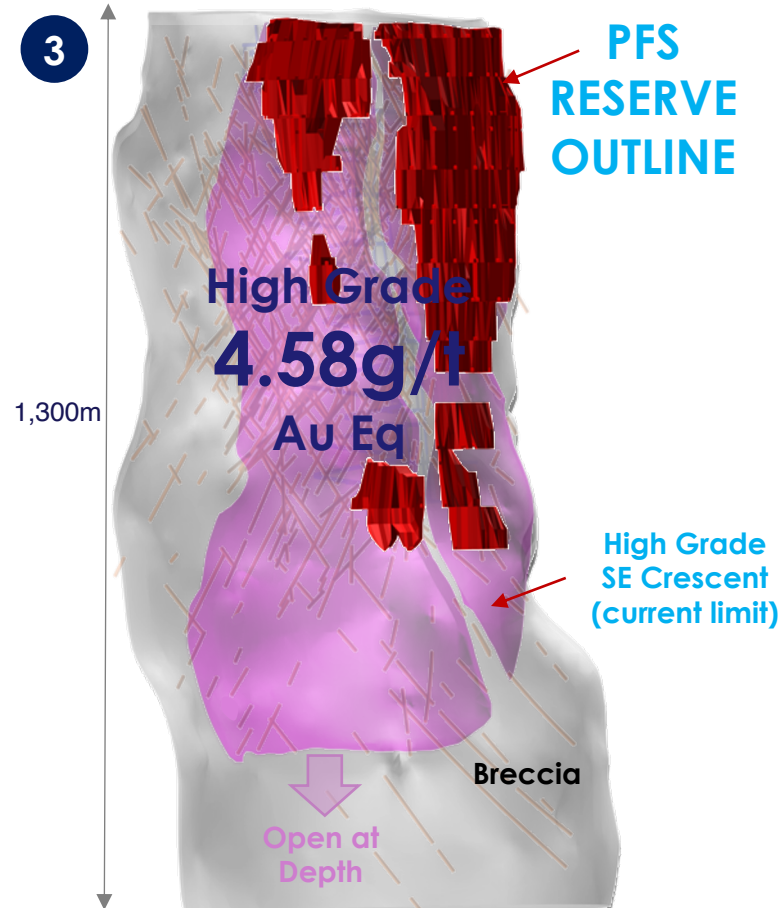 3
PFS
RESERVE
OUTLINE
High Grade
4.58g/t
Au Eq
1,300m
High Grade
SE Crescent
(current limit)
Breccia
Open at
Depth